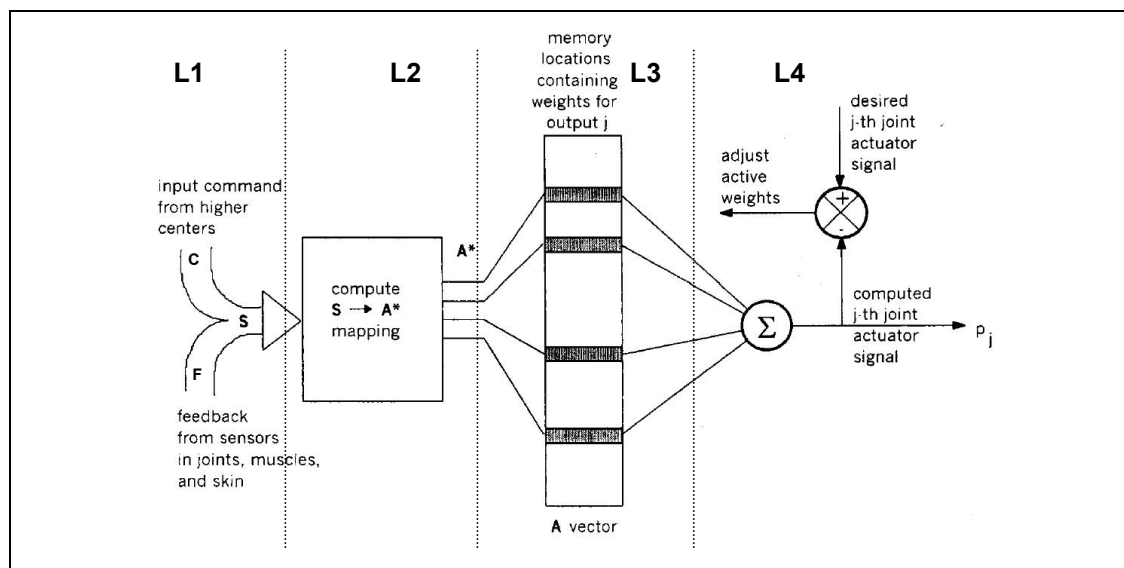 L1
L2
memory
locations
containing
weights for
output j
L3
L4
desired
j-th joint
actuator
signal
adjust
active
weights
+
-
input command
from higher
centers
C
S
F
feedback
from sensors
in joints, muscles,
and skin
compute
S → A*
mapping
A*
A vector
Σ
computed
j-th joint
actuator
signal
Pj